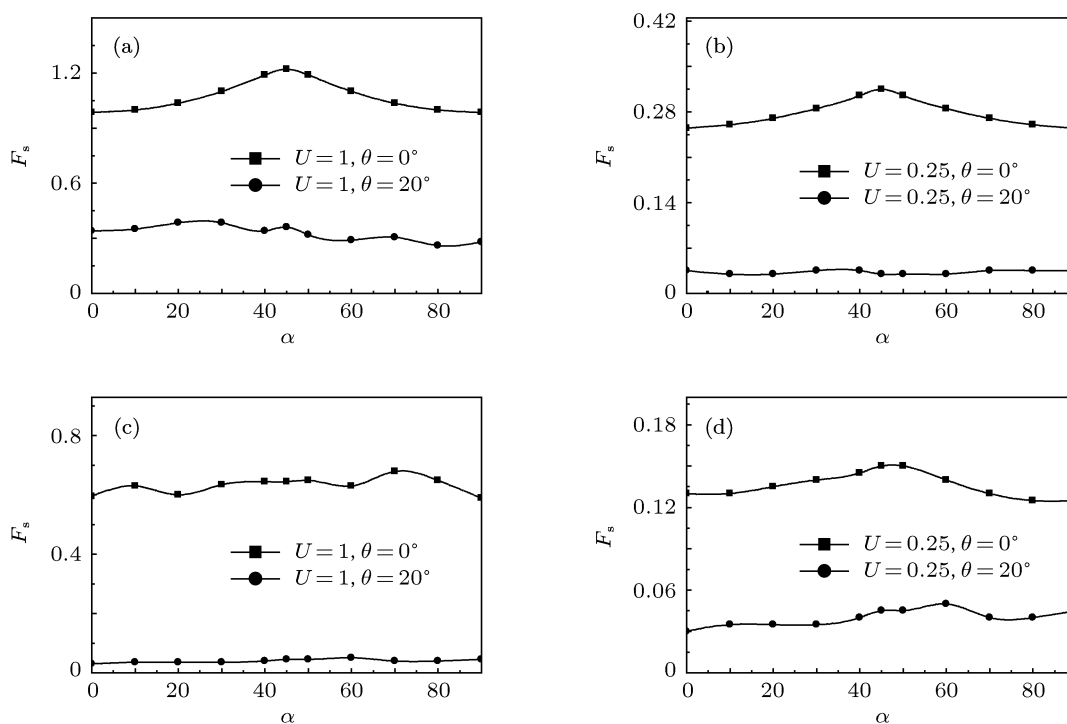 (a)
1.2
0.6
0
F_s
U = 1, θ = 0°
U = 1, θ = 20°
0 20 40 60 80
α
(b)
0.42
0.28
0.14
0
F_s
U = 0.25, θ = 0°
U = 0.25, θ = 20°
0 20 40 60 80
α
(c)
0.8
0.4
0
F_s
U = 1, θ = 0°
U = 1, θ = 20°
0 20 40 60 80
α
(d)
0.18
0.12
0.06
0
F_s
U = 0.25, θ = 0°
U = 0.25, θ = 20°
0 20 40 60 80
α